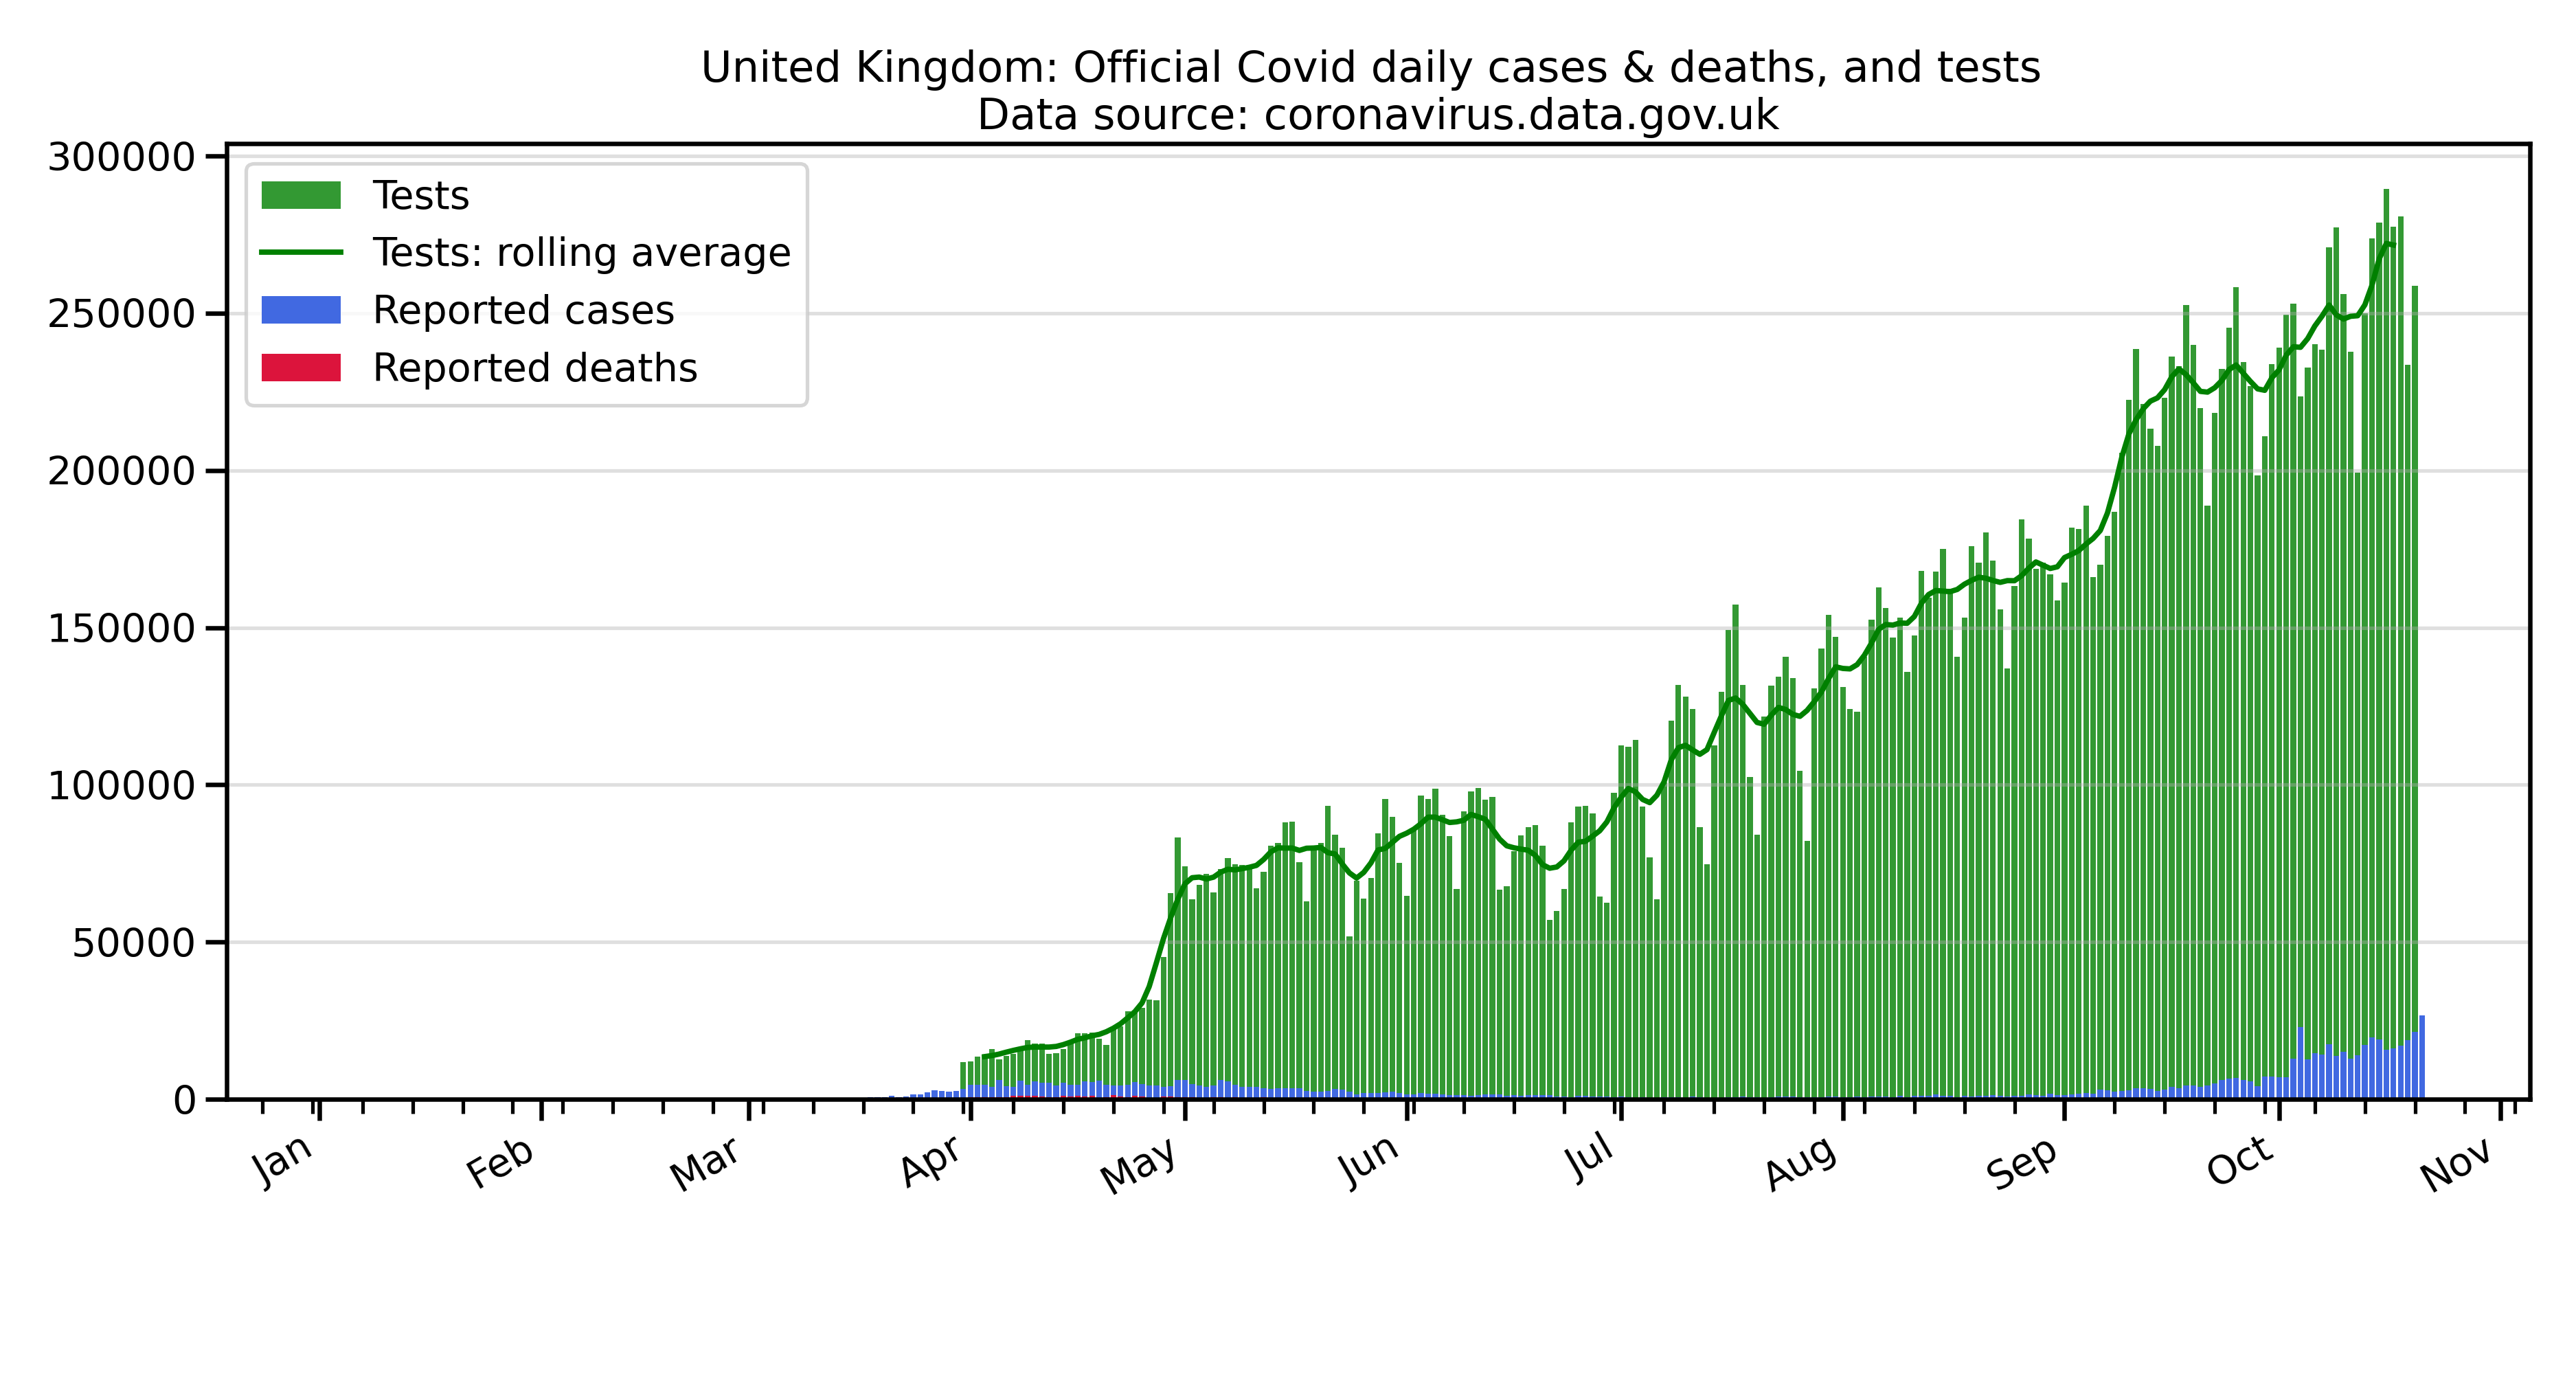 United Kingdom: Official Covid daily cases & deaths, and tests
Data source: coronavirus.data.gov.uk
300000
250000
200000
150000
100000
50000
0
Tests
Tests: rolling average
Reported cases
Reported deaths
Jan
Feb
Mar
Apr
May
Jun
Jul
Aug
Sep
Oct
Nov